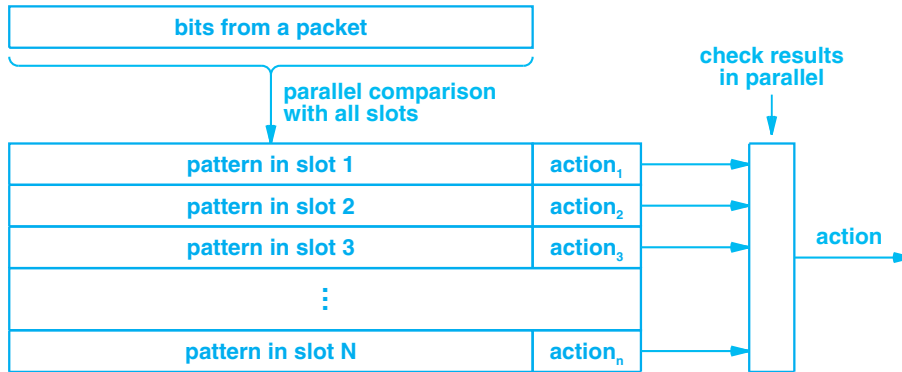 bits from a packet
check results
in parallel
parallel comparison
with all slots
pattern in slot 1 action₁
pattern in slot 2 action₂
pattern in slot 3 action₃
action
⋮
pattern in slot N actionₙ